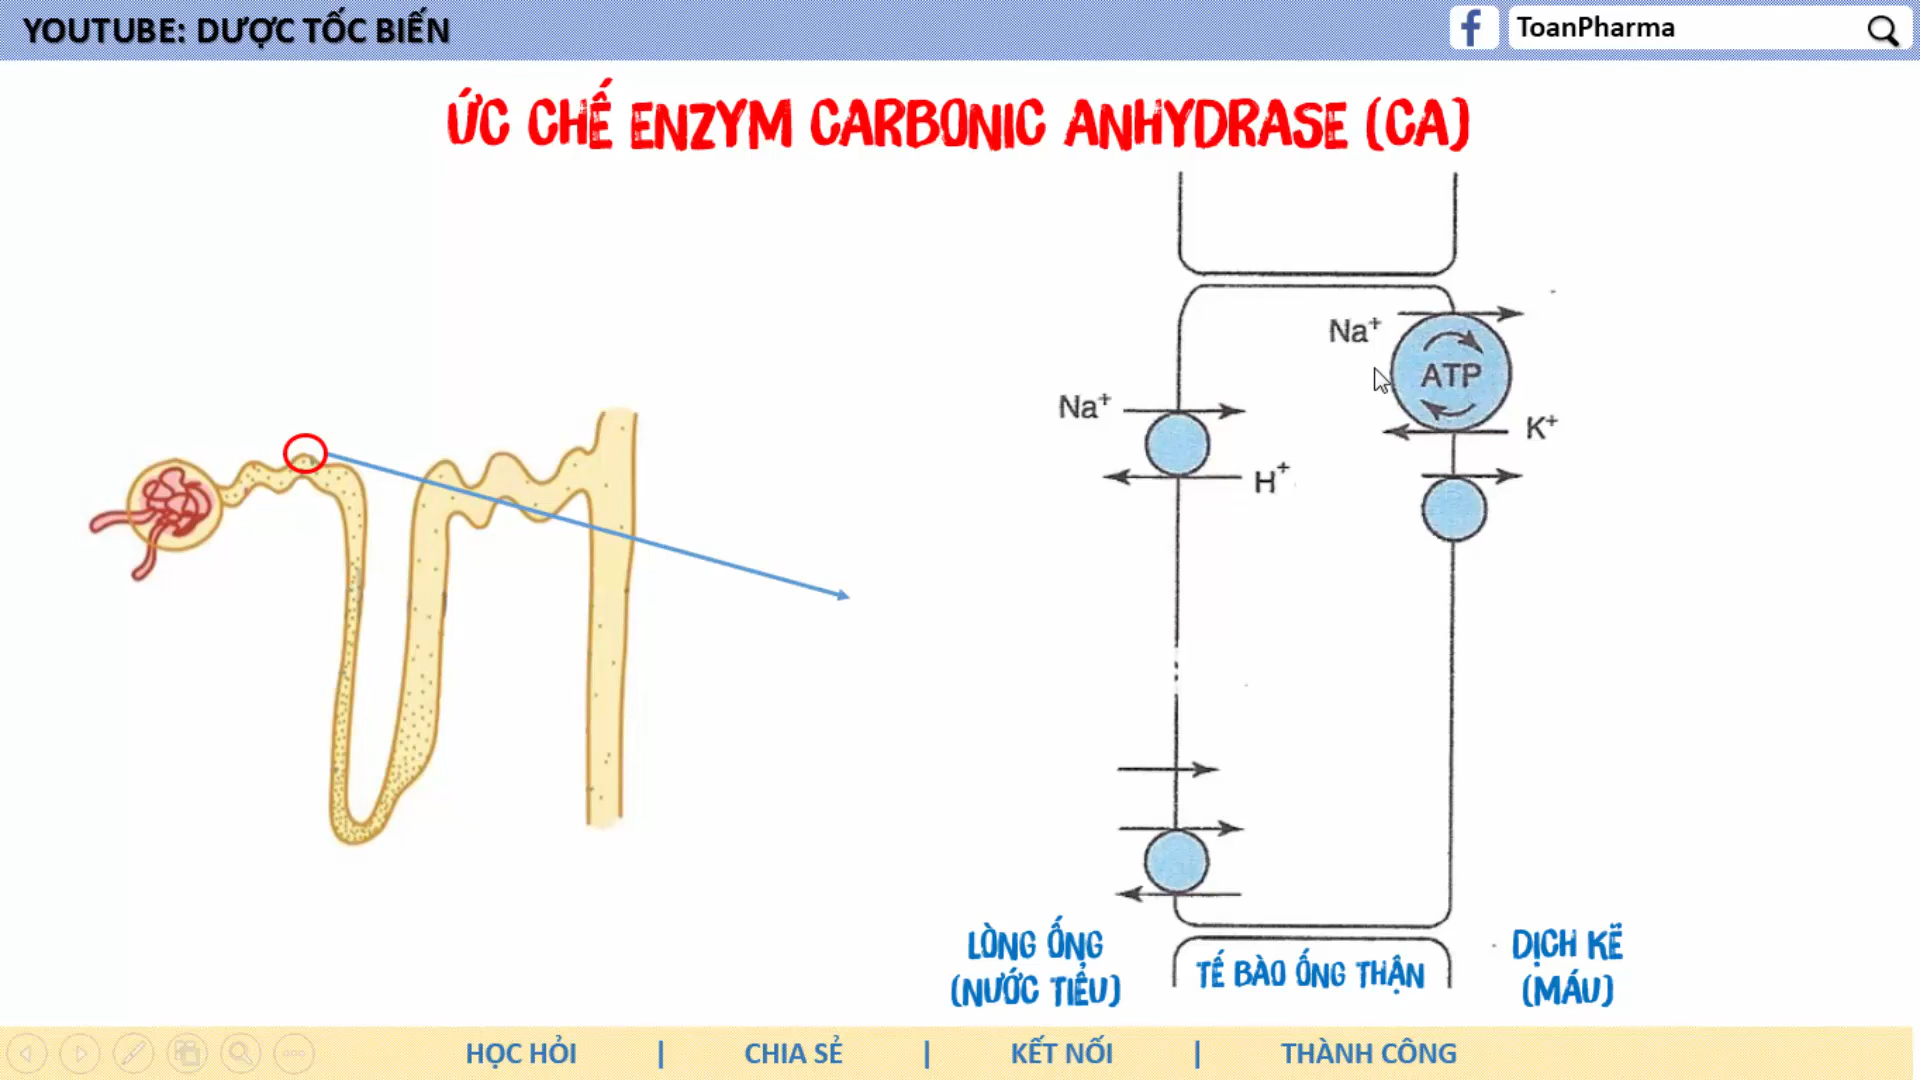 YOUTUBE: DƯỢC TỐC BIẾN
ToanPharma
ỨC CHẾ ENZYM CARBONIC ANHYDRASE (CA)
Na⁺
ATP
Na⁺
K⁺
H⁺
LÒNG ỐNG
(NƯỚC TIỂU)
TẾ BÀO ỐNG THẬN
DỊCH KẼ
(MÁU)
HỌC HỎI | CHIA SẺ | KẾT NỐI | THÀNH CÔNG